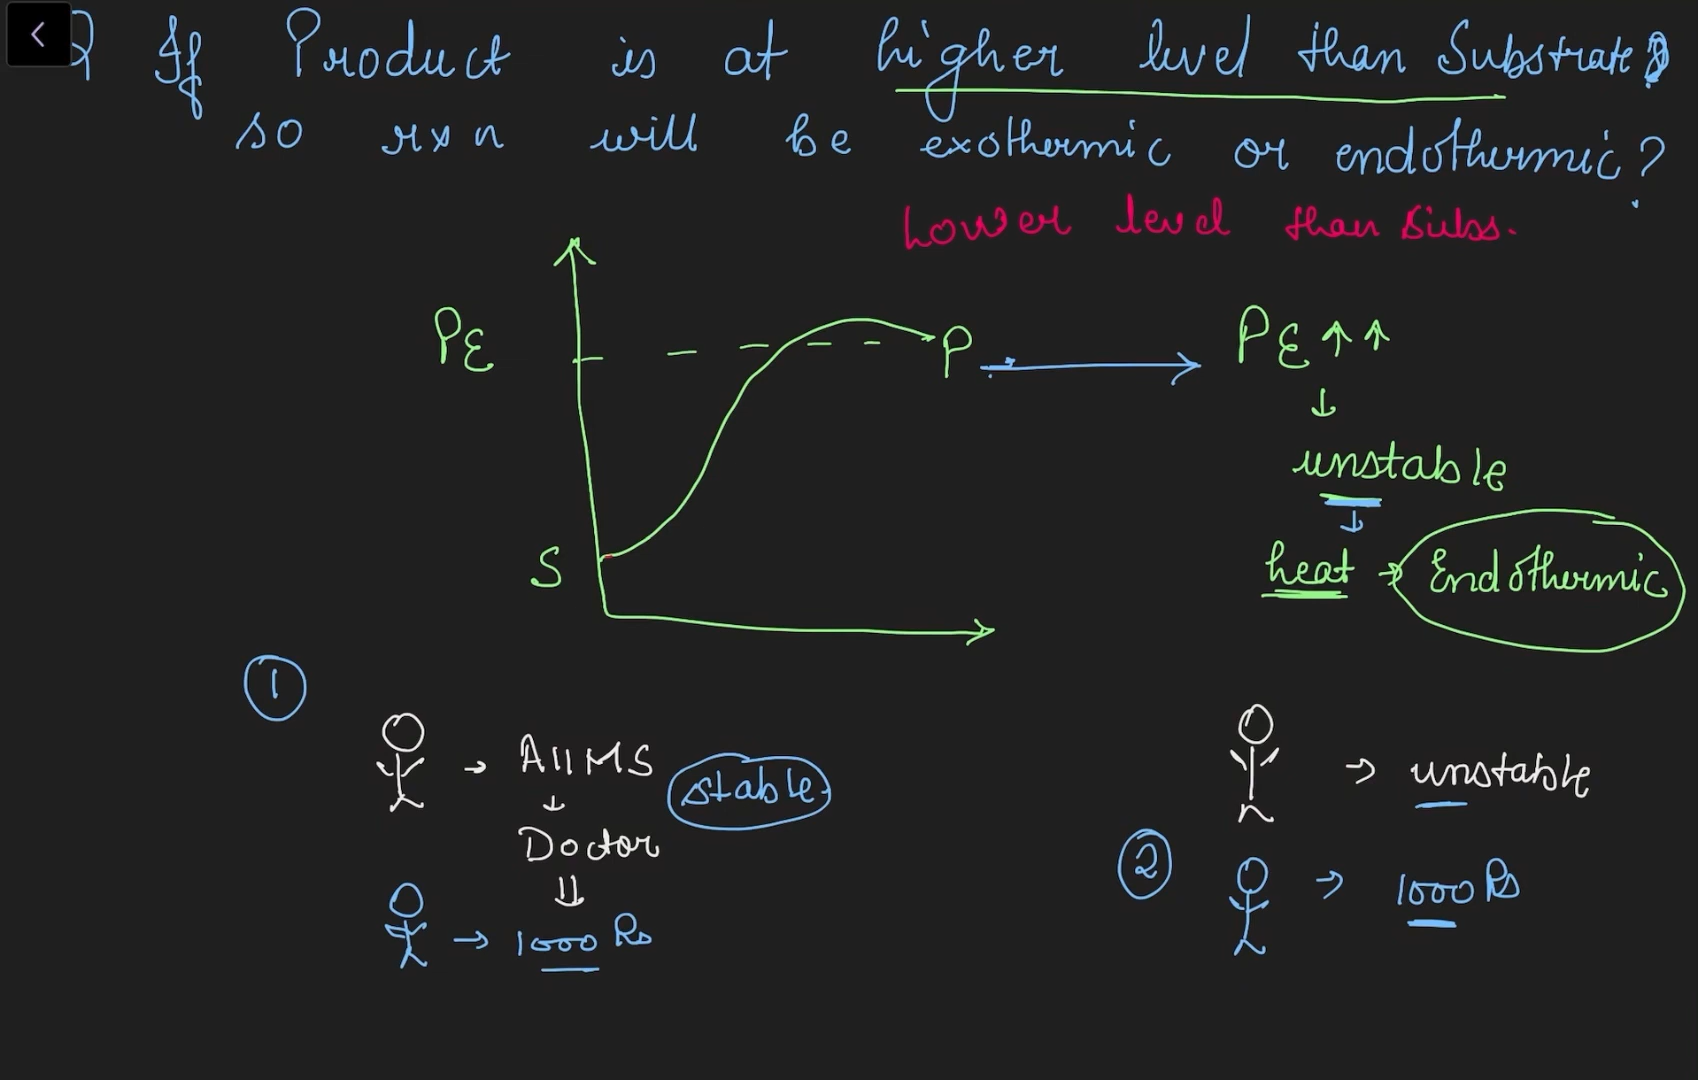 Q If Product is at higher level than Substrate?
so rxn will be exothermic or endothermic?
Lower level than Subs.
PE
P
PE ↑ ↑
↓
unstable
↓
S
heat → Endothermic
1
→ AIIMS
stable
→ unstable
↓
Doctor
2
→ 1000 Rs
⇓
→ 1000 Rs